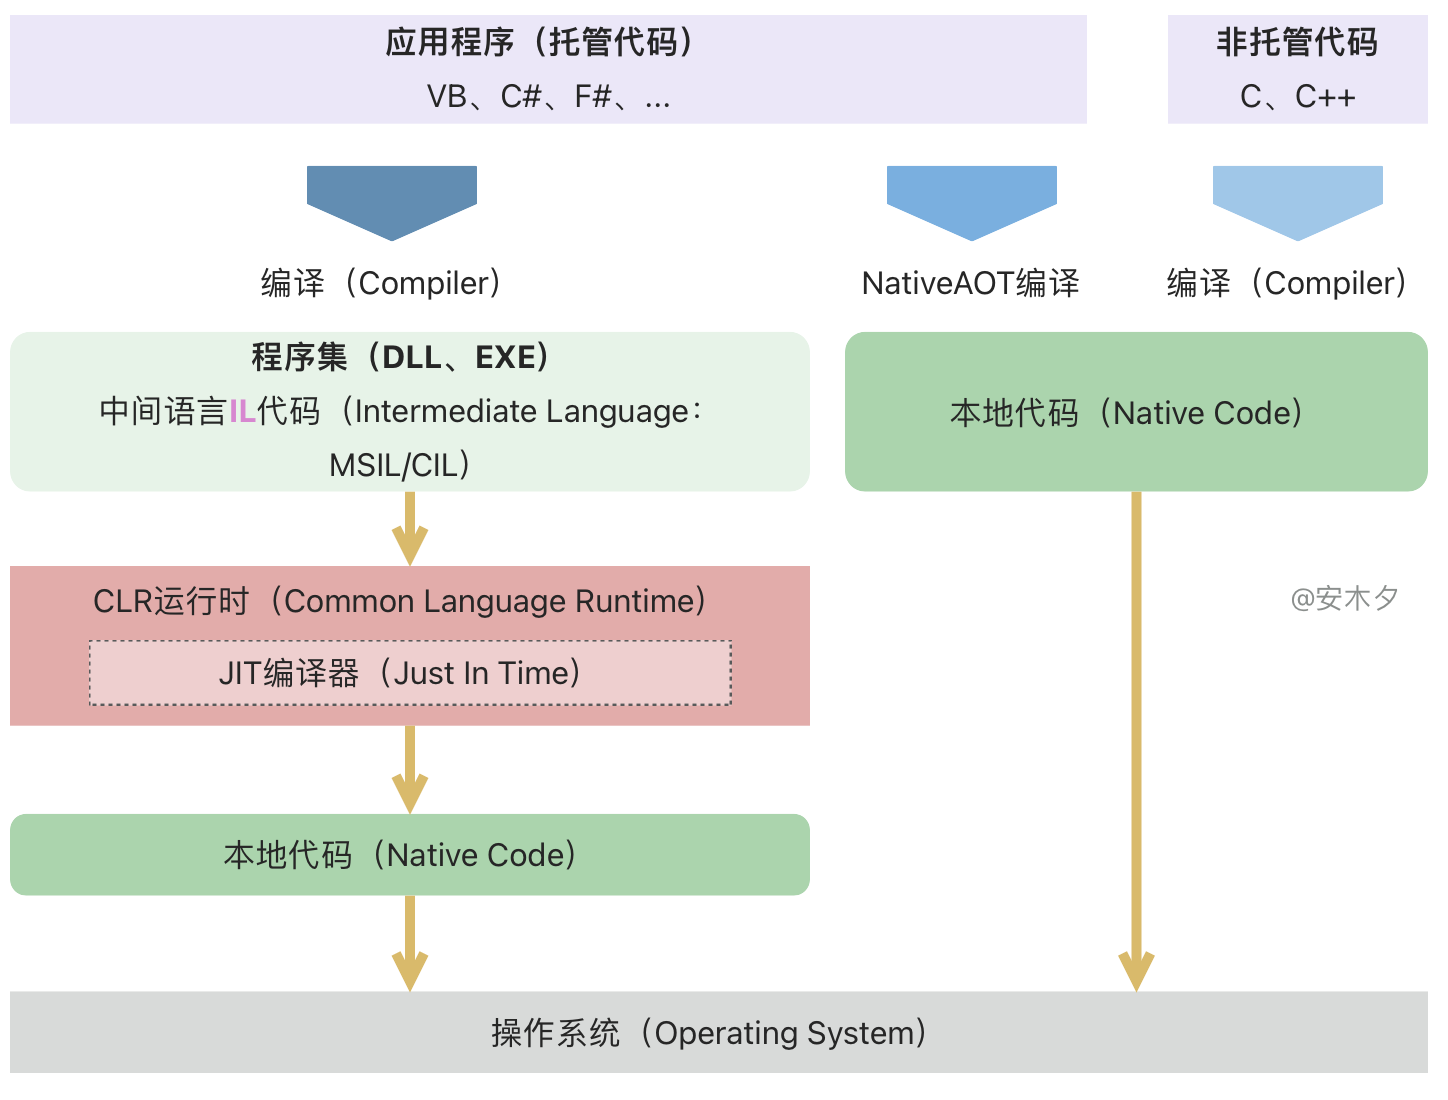 应用程序（托管代码）
VB、C#、F#、...
非托管代码
C、C++
编译（Compiler）
NativeAOT编译
编译（Compiler）
程序集（DLL、EXE）
中间语言IL代码（Intermediate Language：
MSIL/CIL）
本地代码（Native Code）
CLR运行时（Common Language Runtime）
@安木夕
JIT编译器（Just In Time）
本地代码（Native Code）
操作系统（Operating System）